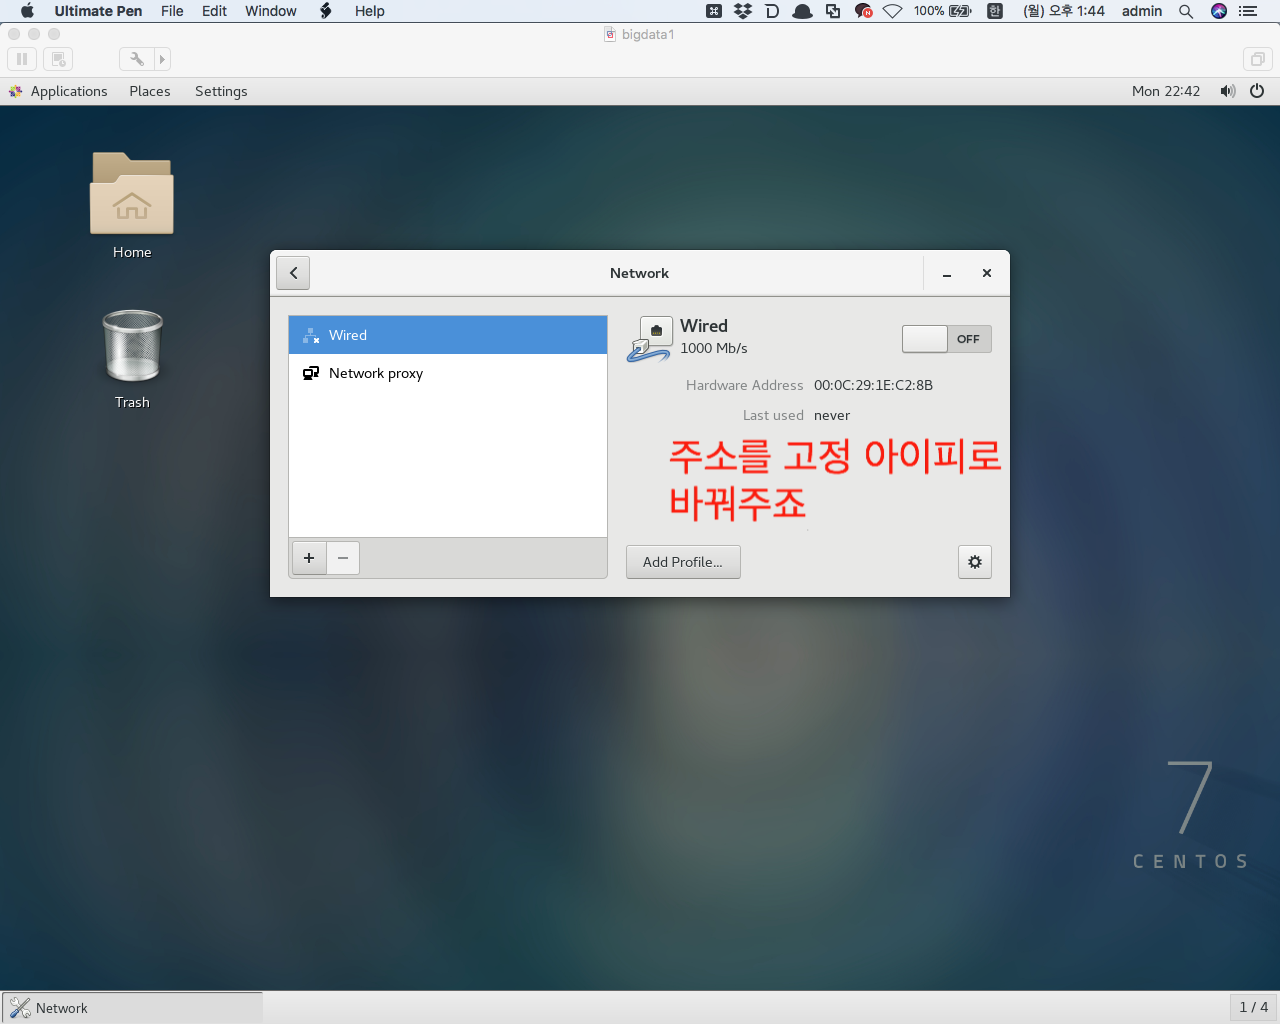 Ultimate Pen File Edit Window Help 100% 한 (월) 오후 1:44 admin
bigdata1
Applications Places Settings Mon 22:42
Home
Trash
Network
Wired
Network proxy
Wired
1000 Mb/s
OFF
Hardware Address 00:0C:29:1E:C2:8B
Last used never
주소를 고정 아이피로
바꿔주죠
Add Profile...
7
CENTOS
Network
1 / 4